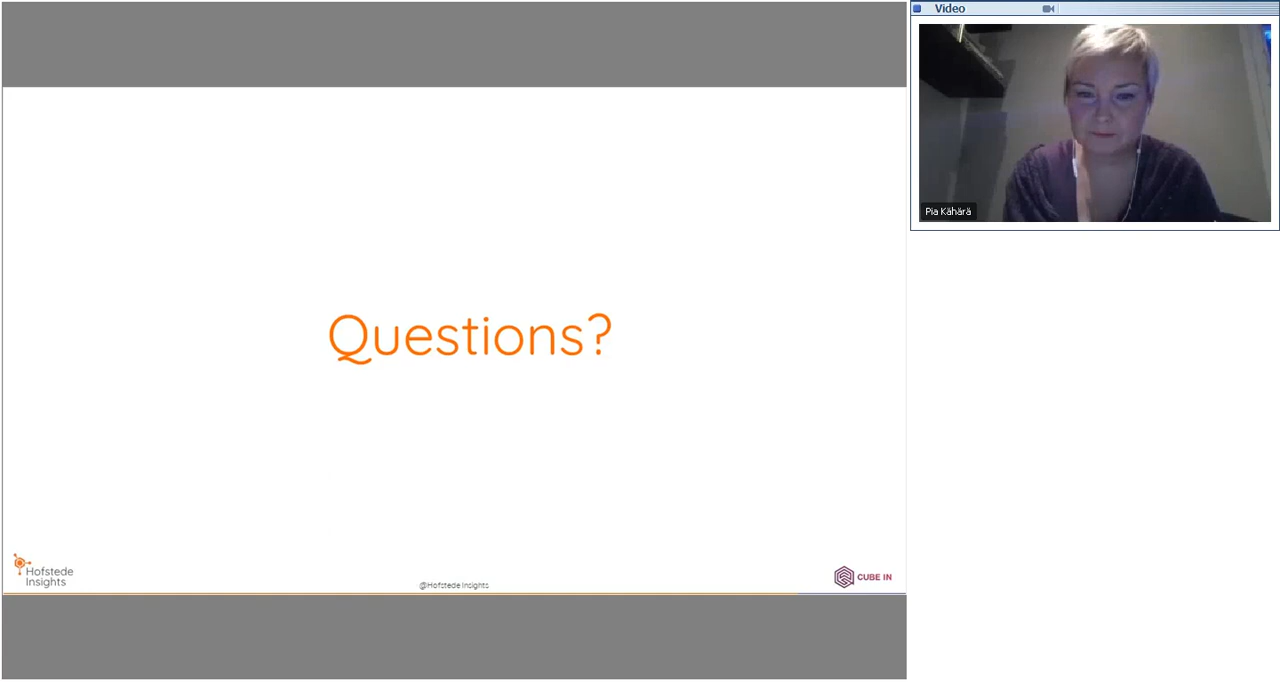 Video
Pia Kähärä
Questions?
Hofstede
Insights
@Hofstede Insights
CUBE IN